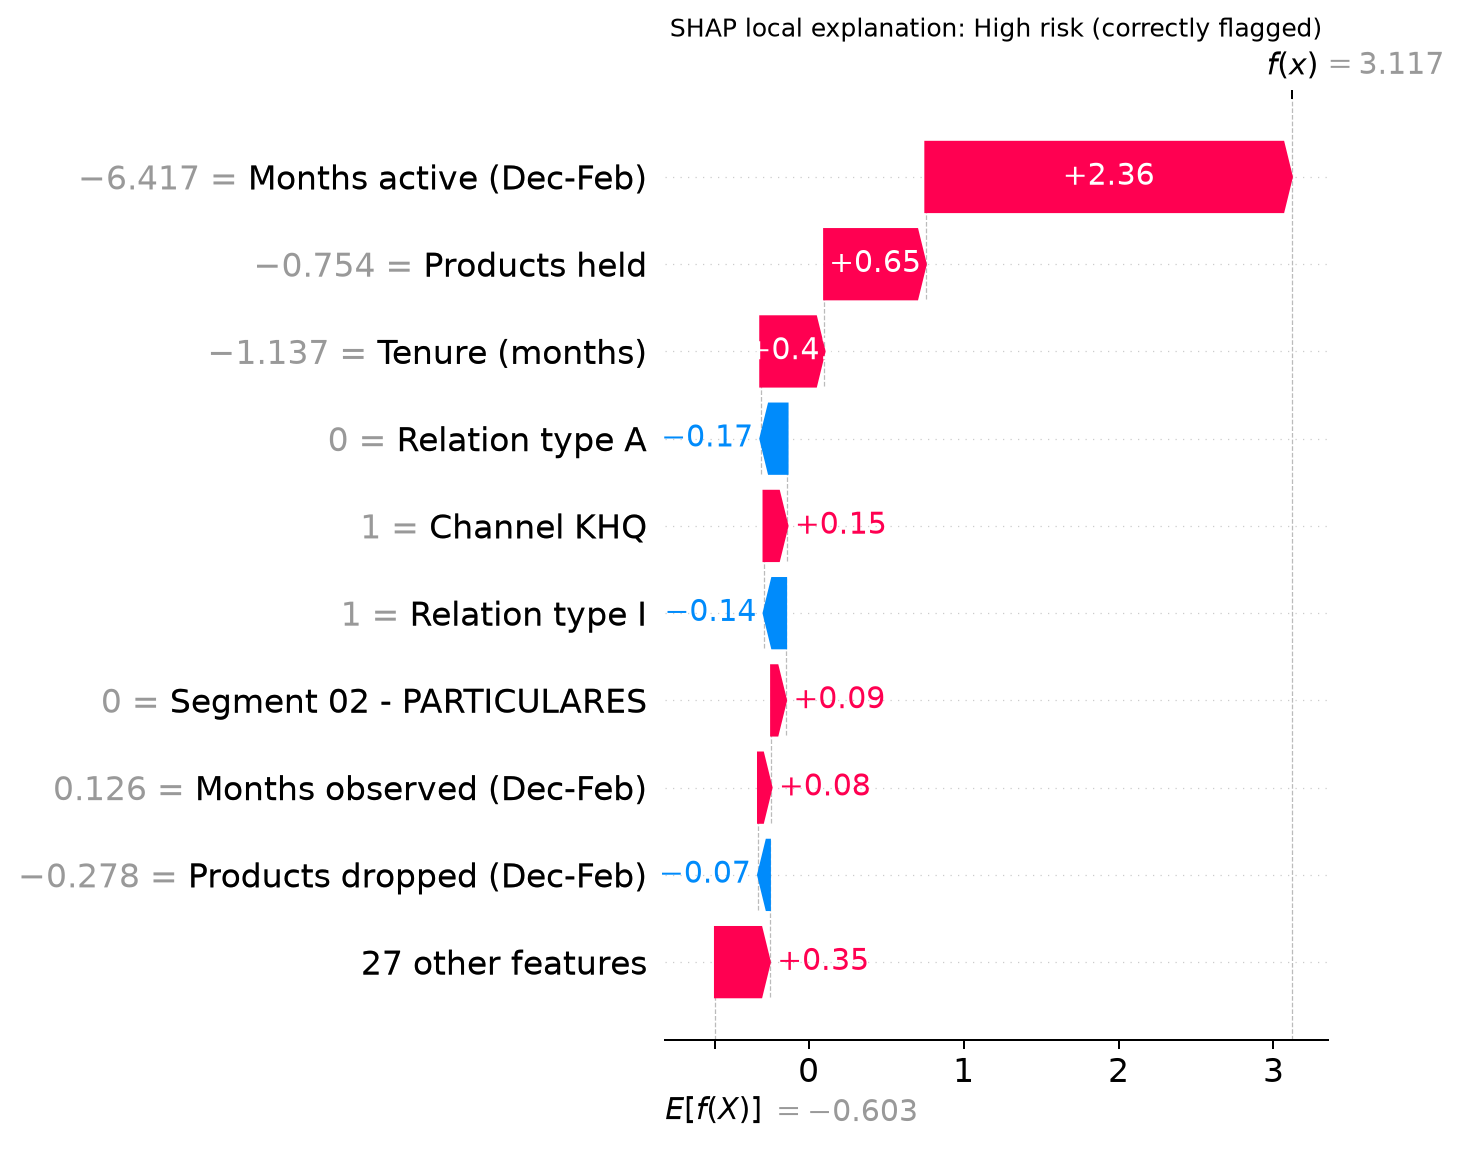 SHAP local explanation: High risk (correctly flagged)
f(x) = 3.117
−6.417 = Months active (Dec-Feb) +2.36
−0.754 = Products held +0.65
−1.137 = Tenure (months)
0 = Relation type A −0.17
1 = Channel KHQ +0.15
1 = Relation type I −0.14
0 = Segment 02 - PARTICULARES +0.09
0.126 = Months observed (Dec-Feb) +0.08
−0.278 = Products dropped (Dec-Feb) −0.07
27 other features +0.35
0 1 2 3
E[f(X)] = −0.603